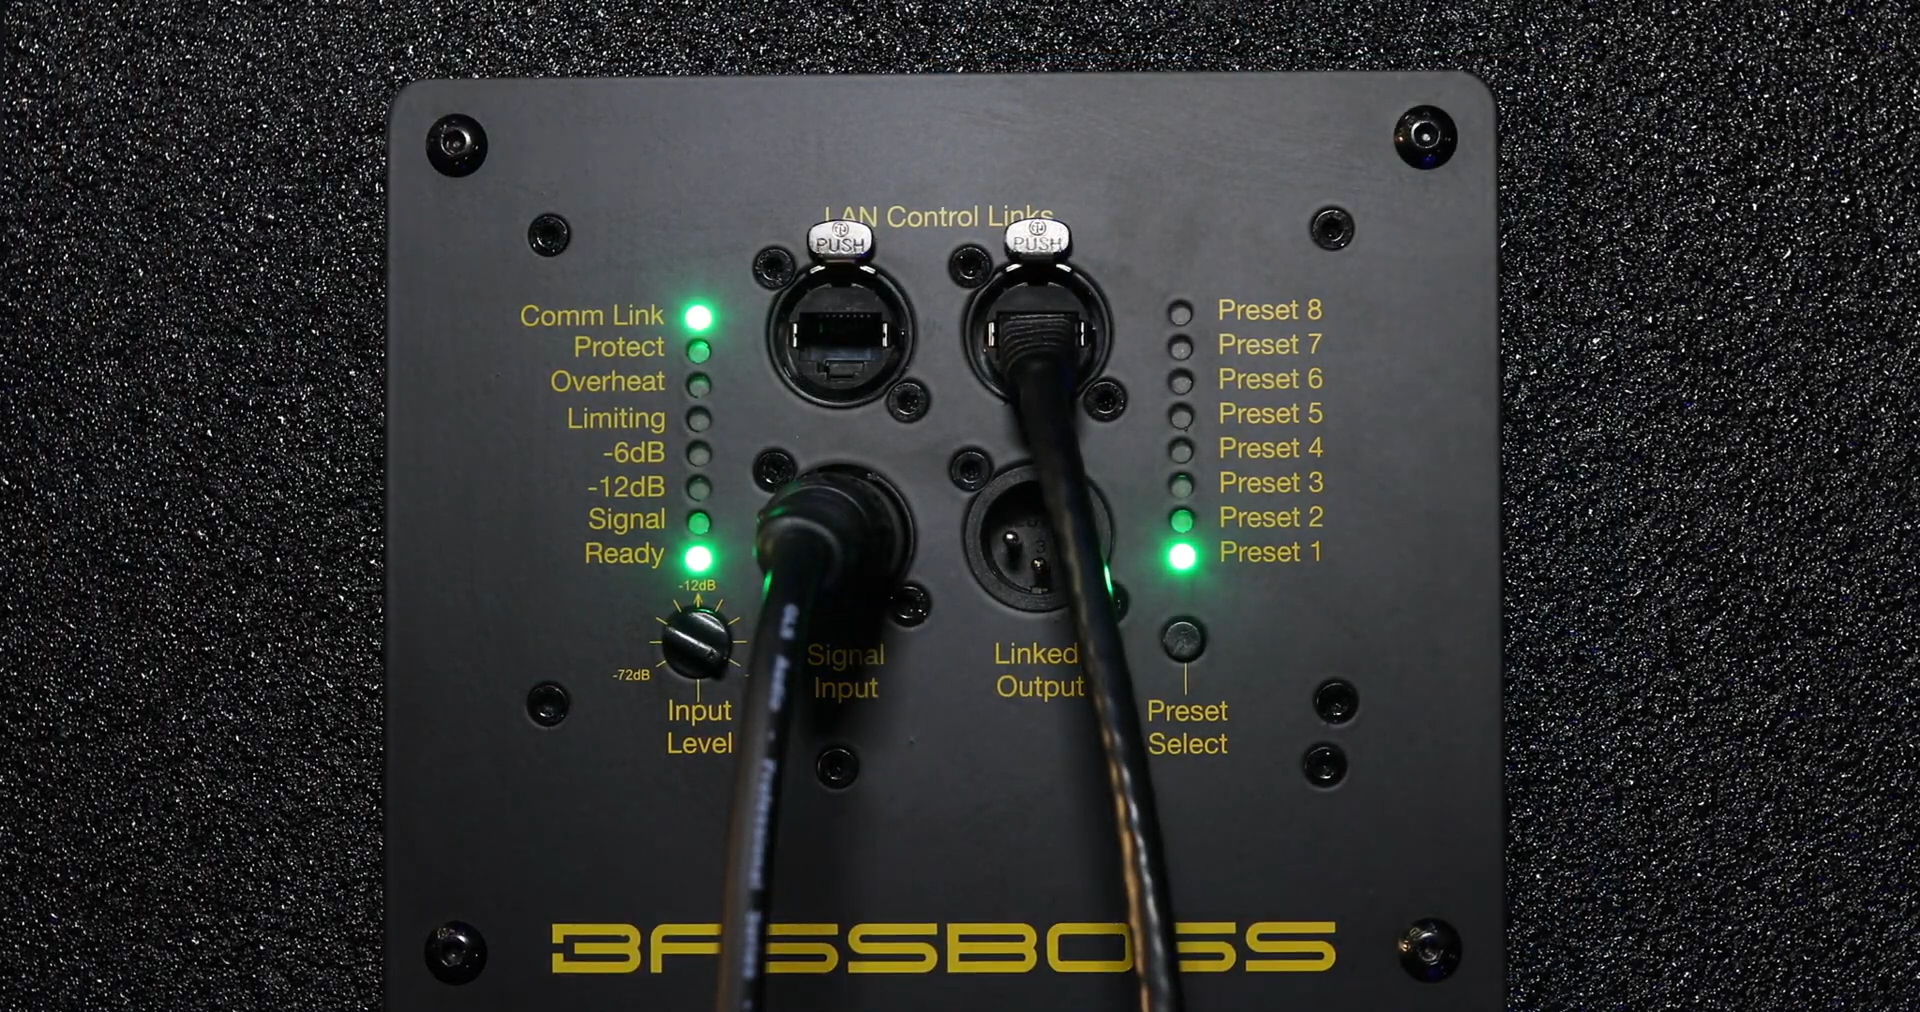 LAN Control Links
PUSH
PUSH
Comm Link
Protect
Overheat
Limiting
-6dB
-12dB
Signal
Ready
-12dB
-72dB
Input
Level
Signal
Input
Linked
Output
Preset 8
Preset 7
Preset 6
Preset 5
Preset 4
Preset 3
Preset 2
Preset 1
Preset
Select
GLS Audio
BASSBOSS